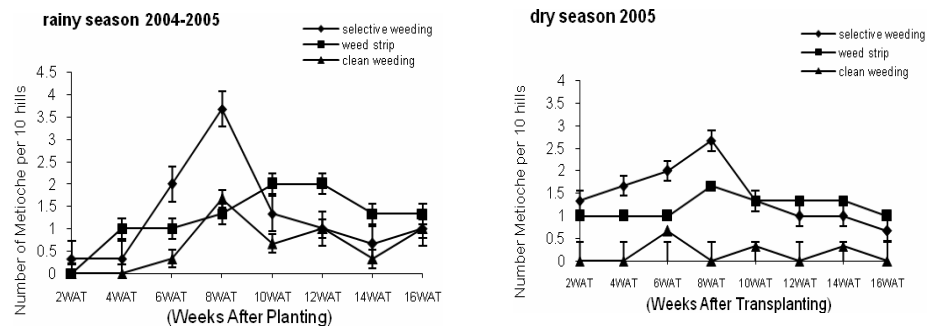 rainy season 2004-2005
selective weeding
weed strip
clean weeding
Number of Metioche per 10 hills
4.5
4
3.5
3
2.5
2
1.5
1
0.5
0
2WAT 4WAT 6WAT 8WAT 10WAT 12WAT 14WAT 16WAT
(Weeks After Planting)
dry season 2005
selective weeding
weed strip
clean weeding
Number Metioche per 10 hills
4
3.5
3
2.5
2
1.5
1
0.5
0
2WAT 4WAT 6WAT 8WAT 10WAT 12WAT 14WAT 16WAT
(Weeks After Transplanting)